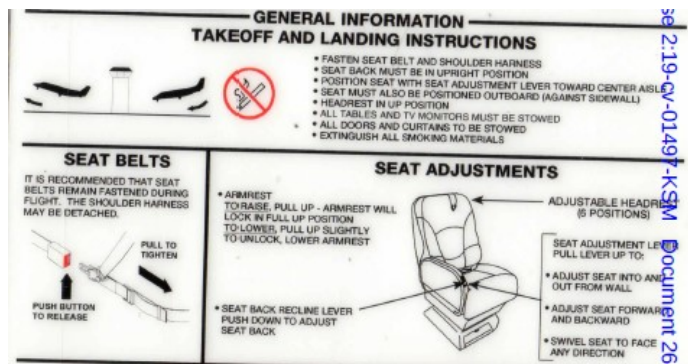 GENERAL INFORMATION
TAKEOFF AND LANDING INSTRUCTIONS
• FASTEN SEAT BELT AND SHOULDER HARNESS
• SEAT BACK MUST BE IN UPRIGHT POSITION
• POSITION SEAT WITH SEAT ADJUSTMENT LEVER TOWARD CENTER AISLE
• SEAT MUST ALSO BE POSITIONED OUTBOARD (AGAINST SIDEWALL)
• HEADREST IN UP POSITION
• ALL TABLES AND TV MONITORS MUST BE STOWED
• ALL DOORS AND CURTAINS TO BE STOWED
• EXTINGUISH ALL SMOKING MATERIALS
SEAT BELTS
IT IS RECOMMENDED THAT SEAT
BELTS REMAIN FASTENED DURING
FLIGHT. THE SHOULDER HARNESS
MAY BE DETACHED.
PULL TO
TIGHTEN
PUSH BUTTON
TO RELEASE
SEAT ADJUSTMENTS
• ARMREST
TO RAISE, PULL UP - ARMREST WILL
LOCK IN FULL UP POSITION
TO LOWER, PULL UP SLIGHTLY
TO UNLOCK, LOWER ARMREST
• SEAT BACK RECLINE LEVER
PUSH DOWN TO ADJUST
SEAT BACK
ADJUSTABLE HEADREST
(6 POSITIONS)
SEAT ADJUSTMENT LEVER
PULL LEVER UP TO:
• ADJUST SEAT INTO AND
OUT FROM WALL
• ADJUST SEAT FORWARD
AND BACKWARD
• SWIVEL SEAT TO FACE
ANY DIRECTION
se 2:19-cv-01497-KSM Document 26